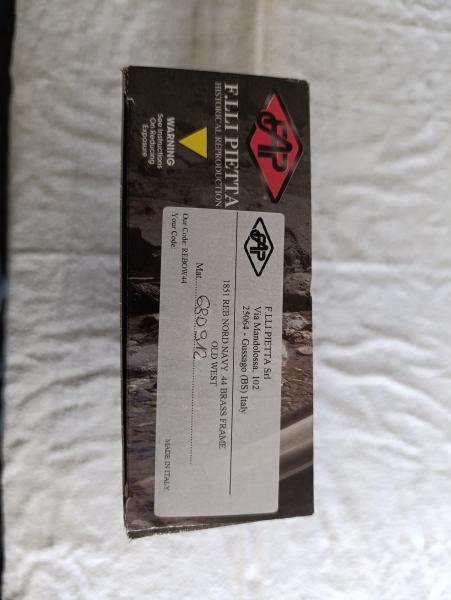 FAP
F.LLI PIETTA
HISTORICAL REPRODUCTION
WARNING
See Instructions
On Reducing
Exposure
FAP
F.LLI PIETTA Srl
Via Mandolossa, 102
25064 - Gussago (BS) Italy
1851 REB NORD NAVY .44 BRASS FRAME
OLD WEST
Mat. 680912
Our Code: REBOW44
Your Code:
MADE IN ITALY